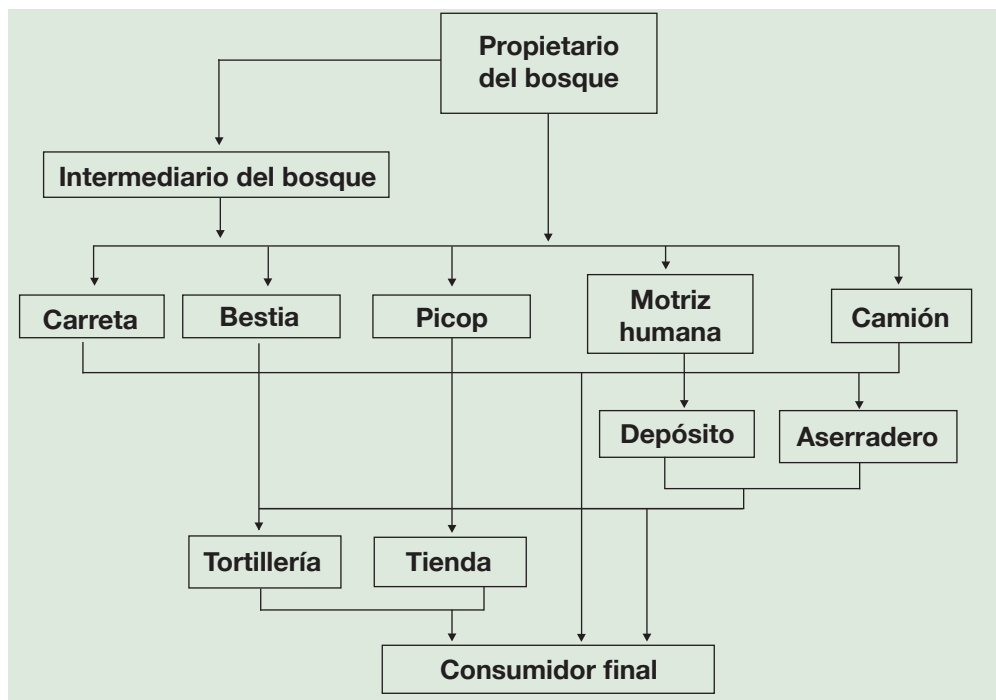 Propietario
del bosque
Intermediario del bosque
Carreta
Bestia
Picop
Motriz
humana
Camión
Depósito
Aserradero
Tortillería
Tienda
Consumidor final